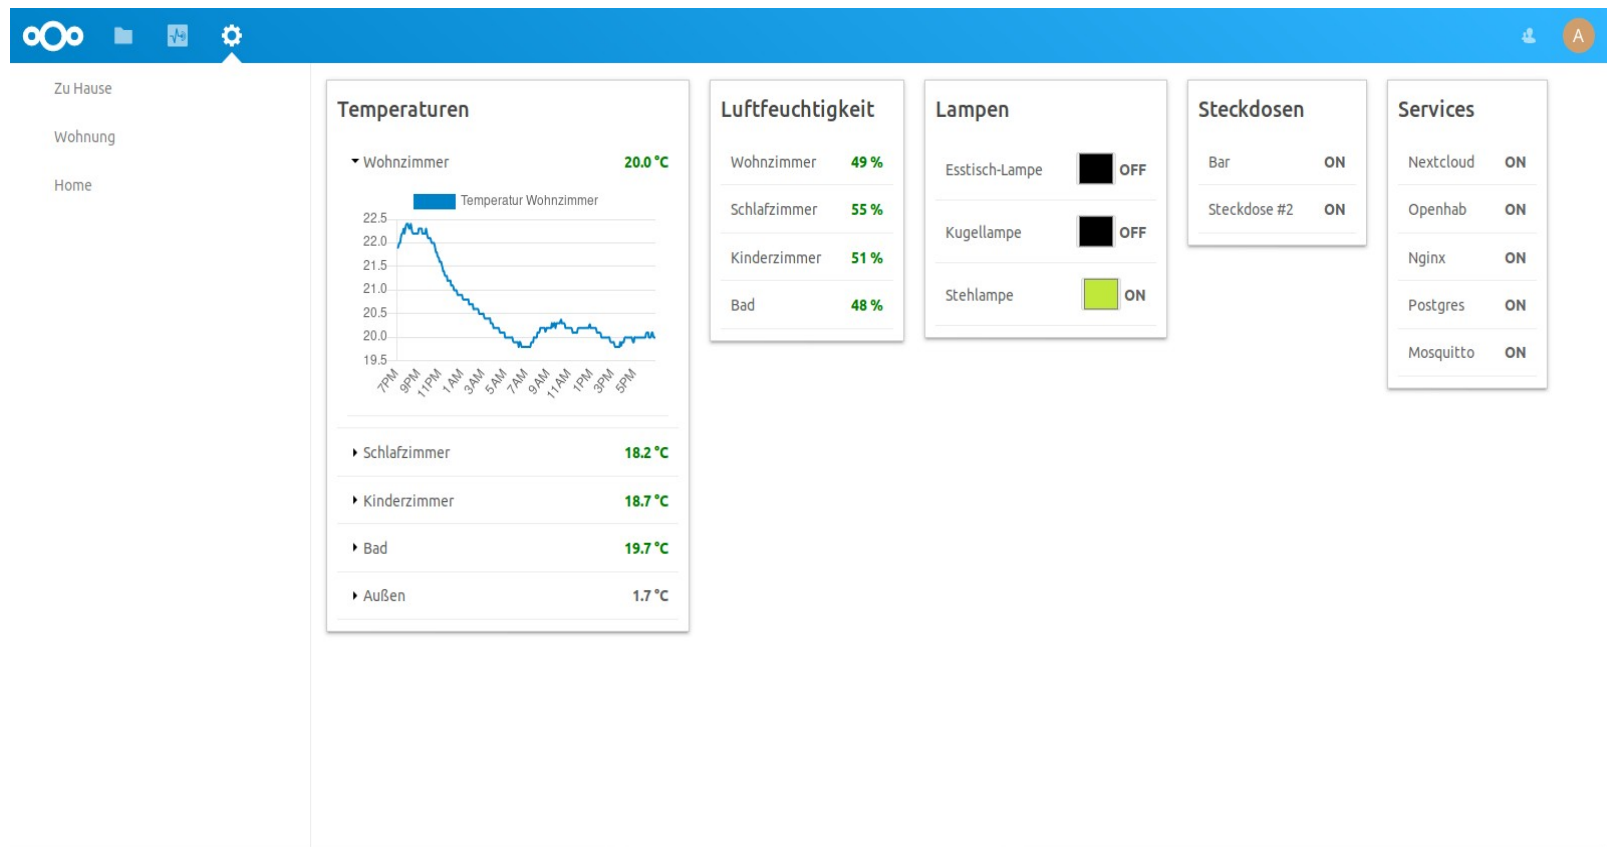 A
Zu Hause
Wohnung
Home
Temperaturen
Wohnzimmer 20.0 °C
Temperatur Wohnzimmer
22.5
22.0
21.5
21.0
20.5
20.0
19.5
7PM 9PM 11PM 1AM 3AM 5AM 7AM 9AM 11AM 1PM 3PM 5PM
Schlafzimmer 18.2 °C
Kinderzimmer 18.7 °C
Bad 19.7 °C
Außen 1.7 °C
Luftfeuchtigkeit
Wohnzimmer 49 %
Schlafzimmer 55 %
Kinderzimmer 51 %
Bad 48 %
Lampen
Esstisch-Lampe OFF
Kugellampe OFF
Stehlampe ON
Steckdosen
Bar ON
Steckdose #2 ON
Services
Nextcloud ON
Openhab ON
Nginx ON
Postgres ON
Mosquitto ON